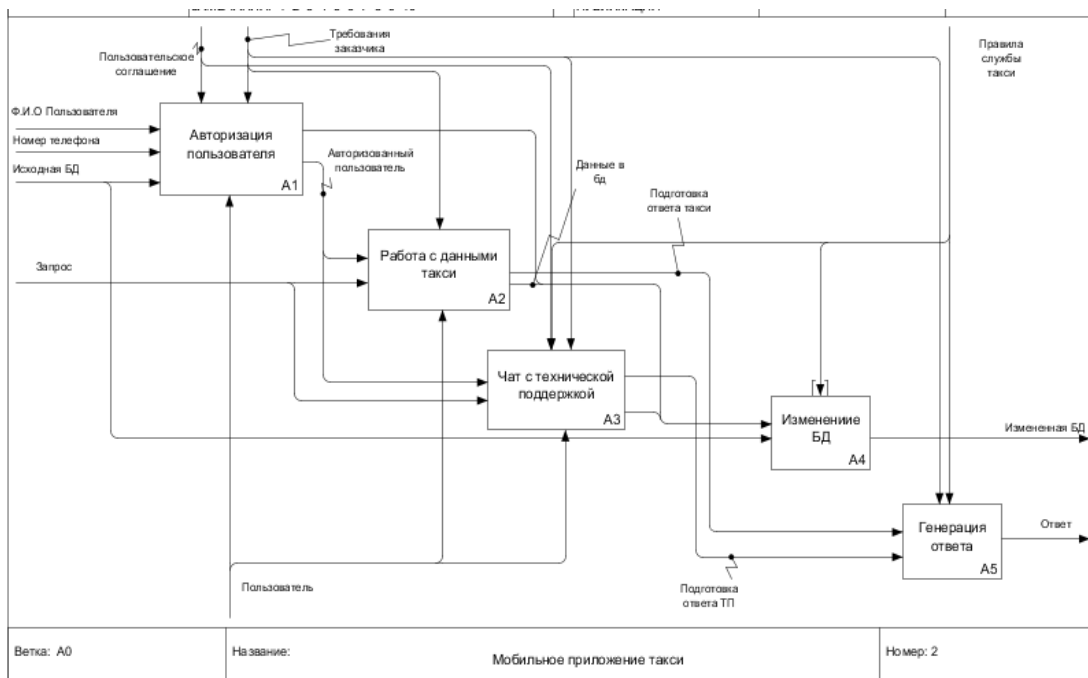 Пользовательское
соглашение
Требования
заказчика
Правила
службы
такси
Ф.И.О Пользователя
Номер телефона
Исходная БД
Авторизация
пользователя
A1
Авторизованный
пользователь
Данные в
бд
Подготовка
ответа такси
Запрос
Работа с данными
такси
A2
Чат с технической
поддержкой
A3
Изменениие
БД
A4
Измененная БД
Генерация
ответа
A5
Ответ
Пользователь
Подготовка
ответа ТП
Ветка: A0
Название:
Мобильное приложение такси
Номер: 2